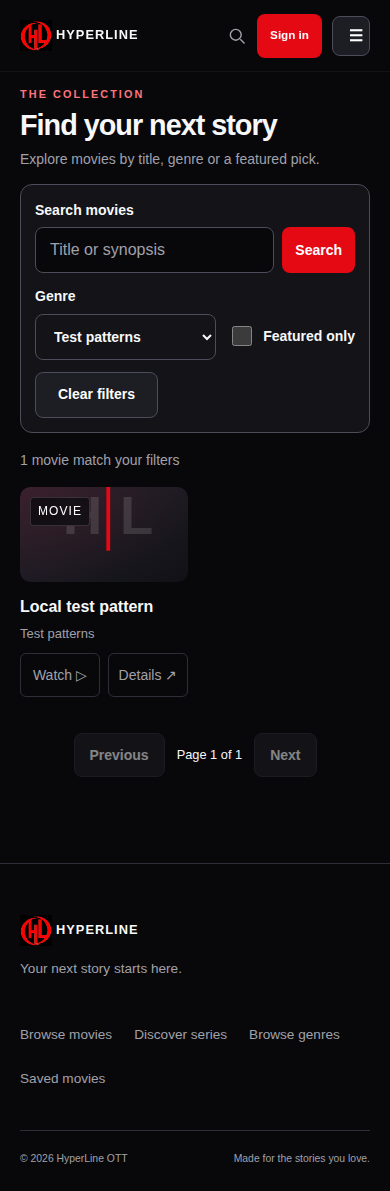 HYPERLINE
Sign in
THE COLLECTION
Find your next story
Explore movies by title, genre or a featured pick.
Search movies
Title or synopsis
Search
Genre
Test patterns
Featured only
Clear filters
1 movie match your filters
MOVIE
HL
Local test pattern
Test patterns
Watch ▷
Details ↗
Previous
Page 1 of 1
Next
HYPERLINE
Your next story starts here.
Browse movies Discover series Browse genres
Saved movies
© 2026 HyperLine OTT
Made for the stories you love.